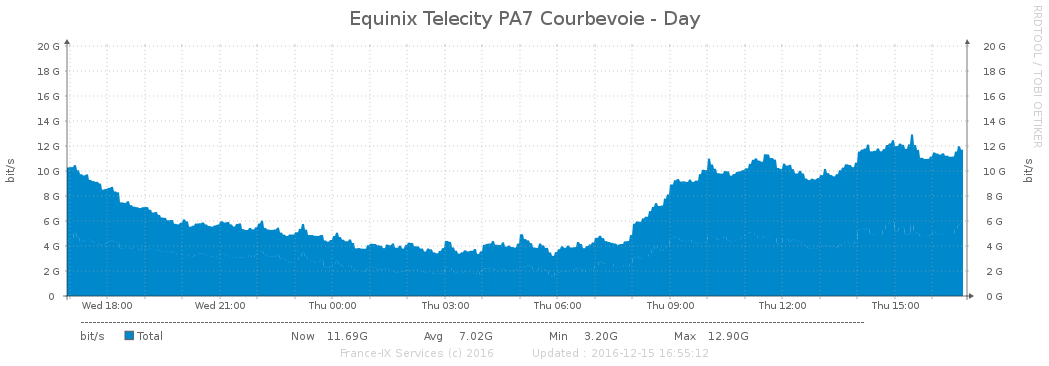 Equinix Telecity PA7 Courbevoie - Day
RRDTOOL / TOBI OETIKER
bit/s
20 G 20 G
18 G 18 G
16 G 16 G
14 G 14 G
12 G 12 G
10 G 10 G
8 G 8 G
6 G 6 G
4 G 4 G
2 G 2 G
0 0 G
bit/s
Wed 18:00 Wed 21:00 Thu 00:00 Thu 03:00 Thu 06:00 Thu 09:00 Thu 12:00 Thu 15:00
bit/s Total Now 11.69G Avg 7.02G Min 3.20G Max 12.90G
France-IX Services (c) 2016 Updated : 2016-12-15 16:55:12